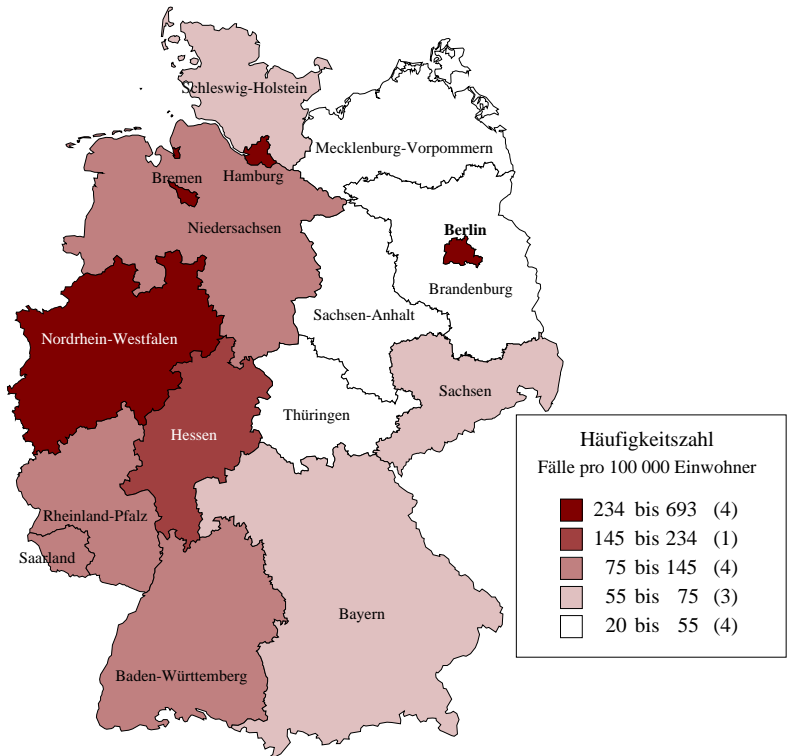 Schleswig-Holstein
Mecklenburg-Vorpommern
Bremen
Hamburg
Niedersachsen
Berlin
Brandenburg
Sachsen-Anhalt
Nordrhein-Westfalen
Sachsen
Thüringen
Hessen
Rheinland-Pfalz
Saarland
Bayern
Baden-Württemberg
Häufigkeitszahl
Fälle pro 100 000 Einwohner
234 bis 693 (4)
145 bis 234 (1)
75 bis 145 (4)
55 bis 75 (3)
20 bis 55 (4)